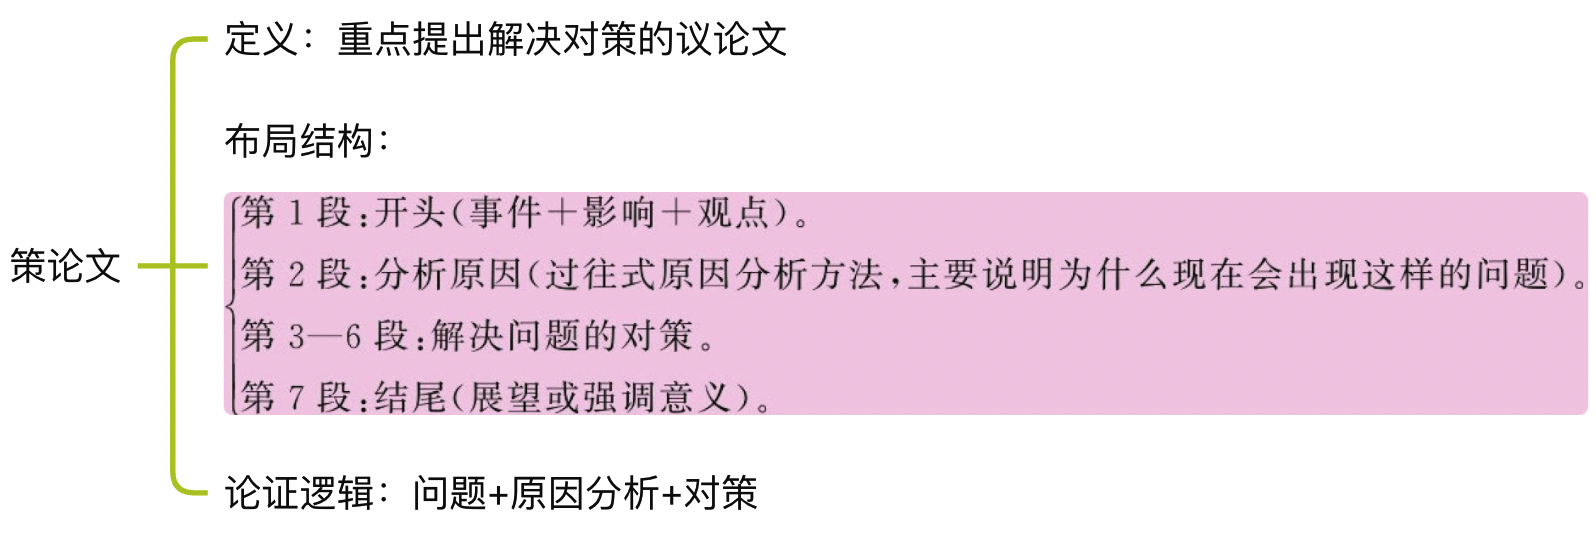 定义：重点提出解决对策的议论文
布局结构：
策论文
第 1 段:开头(事件＋影响＋观点)。
第 2 段:分析原因(过往式原因分析方法,主要说明为什么现在会出现这样的问题)。
第 3—6 段:解决问题的对策。
第 7 段:结尾(展望或强调意义)。
论证逻辑：问题+原因分析+对策